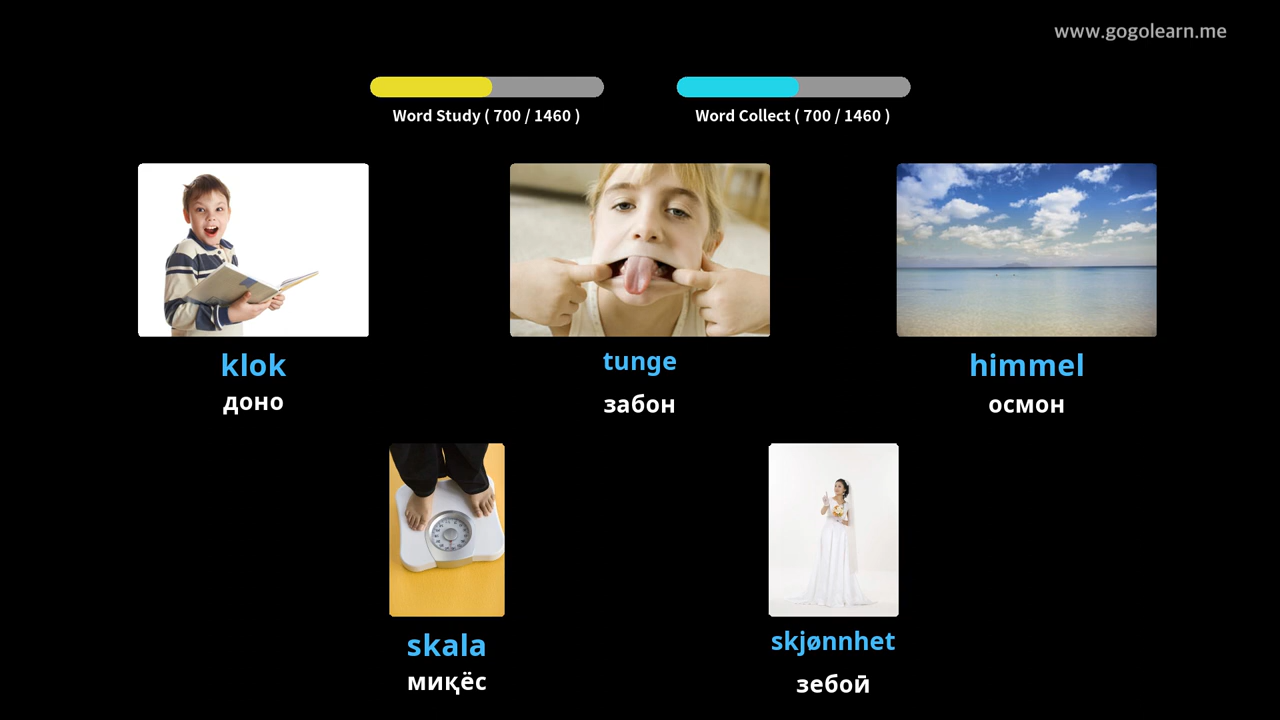 www.gogolearn.me
Word Study ( 700 / 1460 )
Word Collect ( 700 / 1460 )
klok
доно
tunge
забон
himmel
осмон
skala
миқёс
skjønnhet
зебоӣ